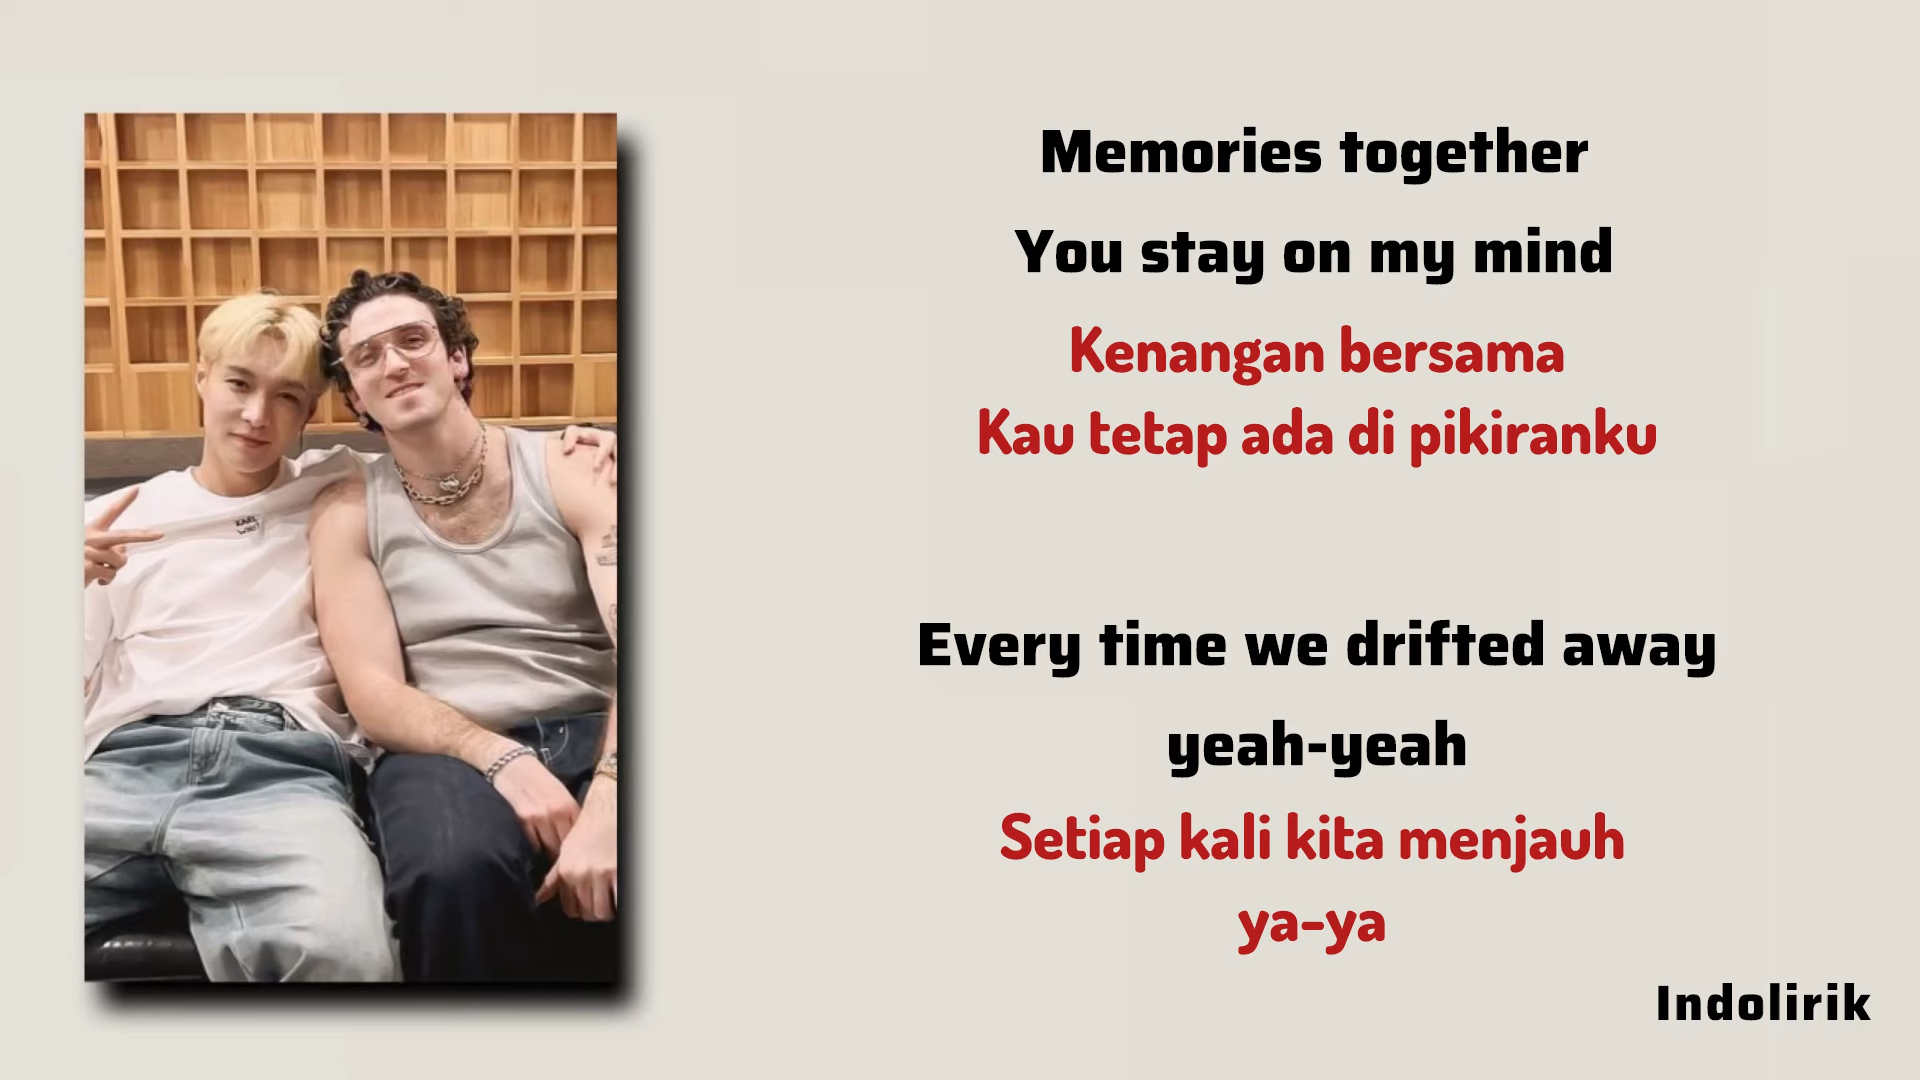 Memories together
You stay on my mind
Kenangan bersama
Kau tetap ada di pikiranku
Every time we drifted away
yeah-yeah
Setiap kali kita menjauh
ya-ya
Indolirik